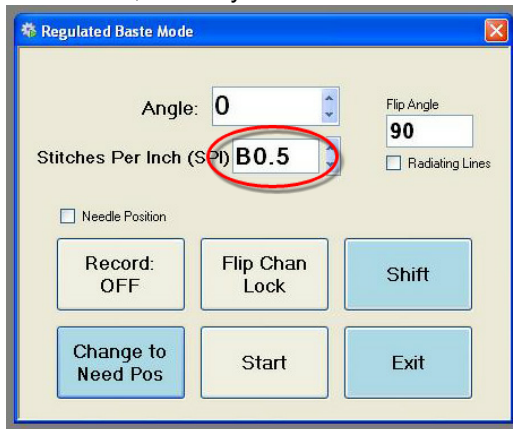 Regulated Baste Mode
Angle: 0
Flip Angle
90
Stitches Per Inch (SPI) B0.5
Radiating Lines
Needle Position
Record:
OFF
Flip Chan
Lock
Shift
Change to
Need Pos
Start
Exit